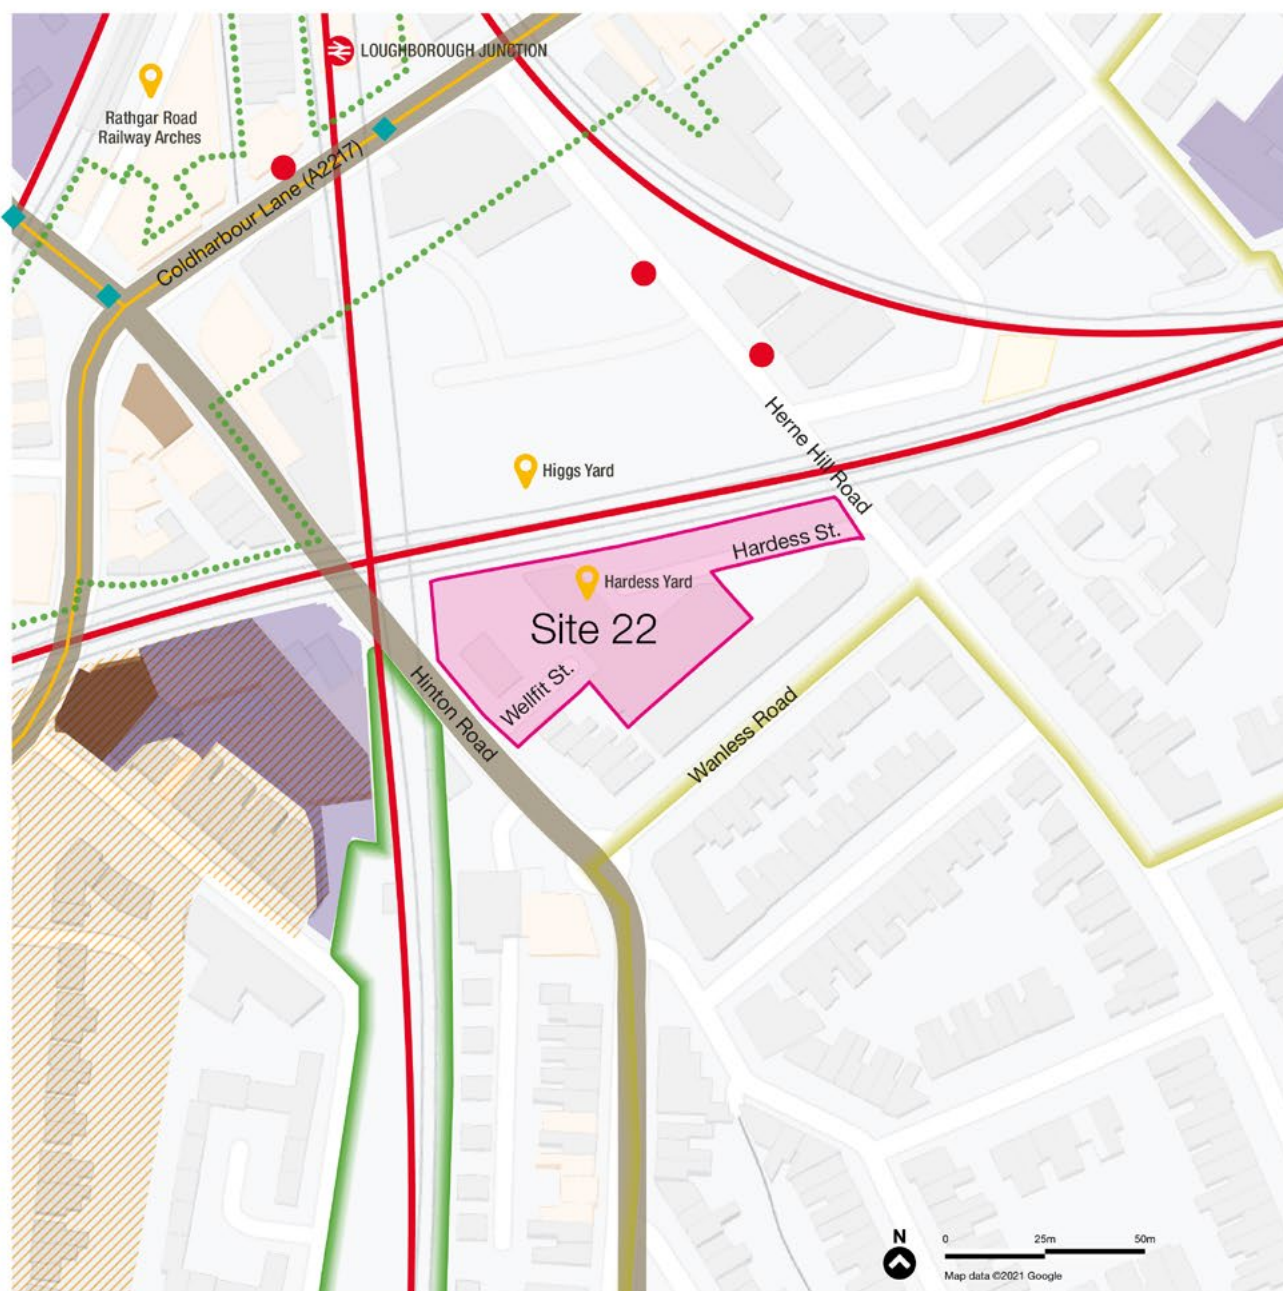 LOUGHBOROUGH JUNCTION
Rathgar Road
Railway Arches
Coldharbour Lane (A2217)
Herne Hill Road
Higgs Yard
Hardess St.
Hardess Yard
Site 22
Wellfit St.
Hinton Road
Wanless Road
N
0 25m 50m
Map data ©2021 Google